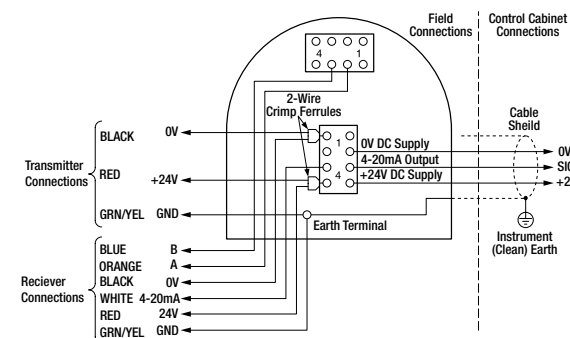 Field
Connections
Control Cabinet
Connections
4 1
2-Wire
Crimp Ferrules
Cable
Sheild
BLACK 0V
1
0V DC Supply
0V
4-20mA Output
Transmitter
Connections
RED +24V
4
+24V DC Supply
GRN/YEL GND
Earth Terminal
Instrument
(Clean) Earth
BLUE B
ORANGE A
Reciever
Connections
BLACK 0V
WHITE 4-20mA
RED 24V
GRN/YEL GND